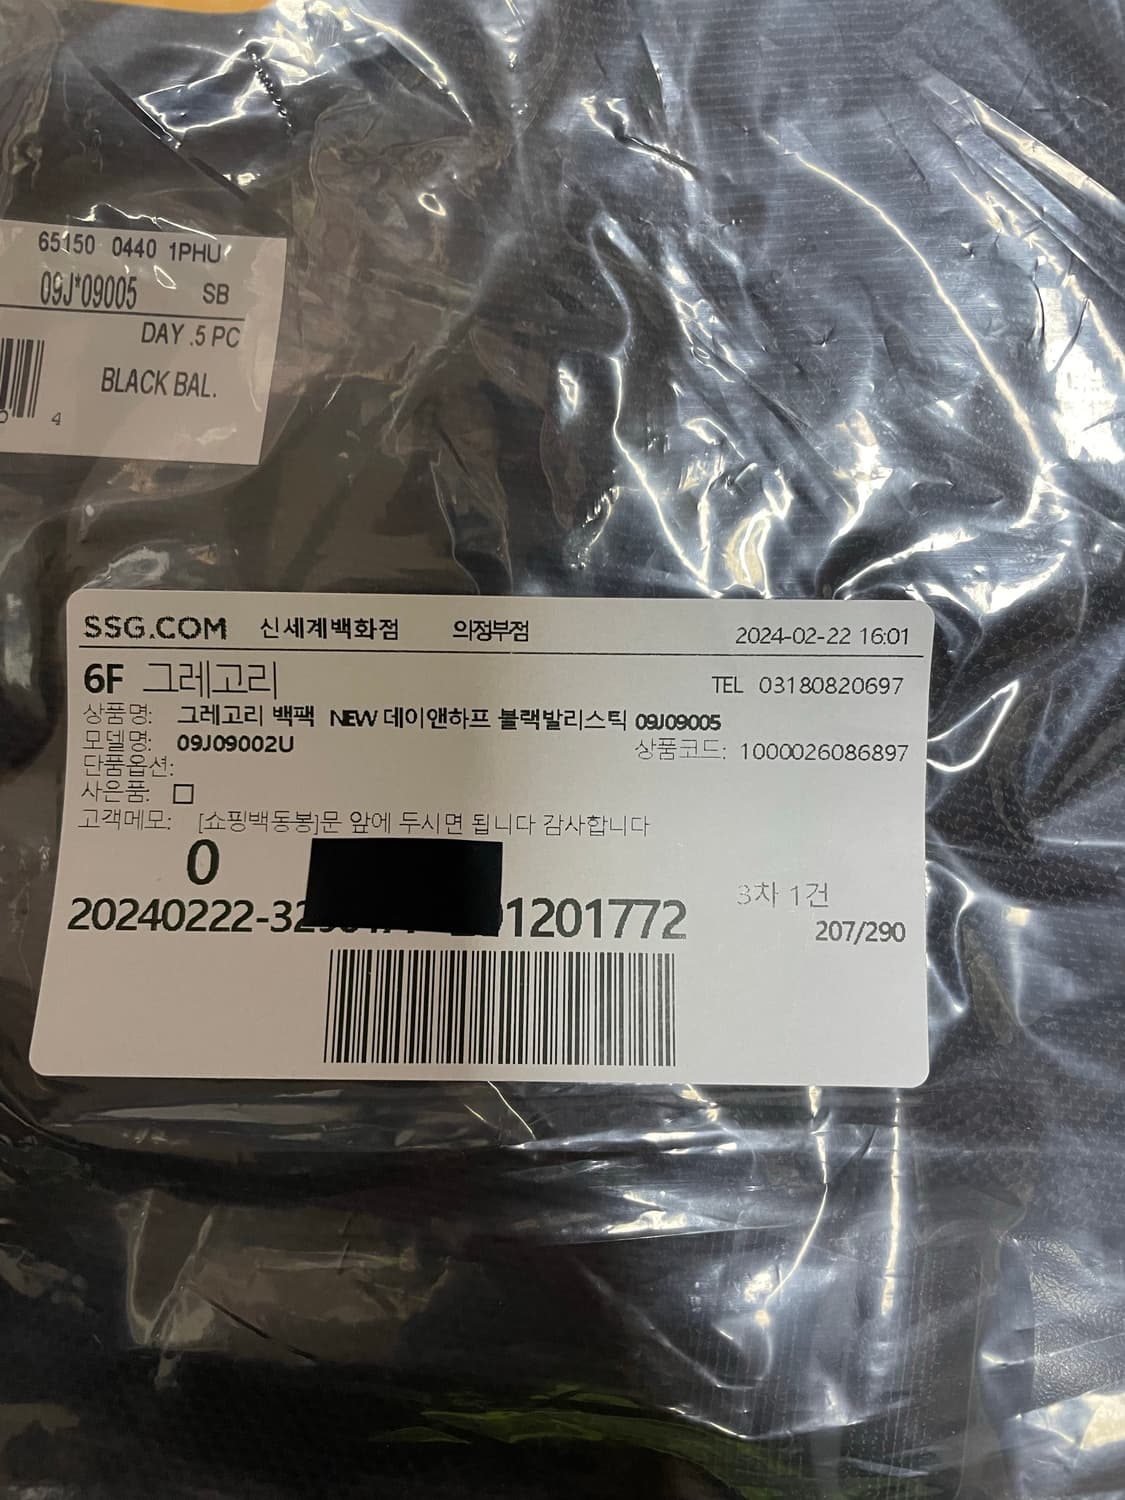 65150 0440 1PHU
09J*09005 SB
DAY .5 PC
BLACK BAL.
4
SSG.COM 신세계백화점 의정부점 2024-02-22 16:01
6F 그레고리 TEL 03180820697
상품명: 그레고리 백팩 NEW 데이앤하프 블랙발리스틱 09J09005
모델명: 09J09002U 상품코드: 1000026086897
단품옵션:
사은품: □
고객메모: [쇼핑백동봉]문 앞에 두시면 됩니다 감사합니다
0
3차 1건
20240222-32 1201772
207/290